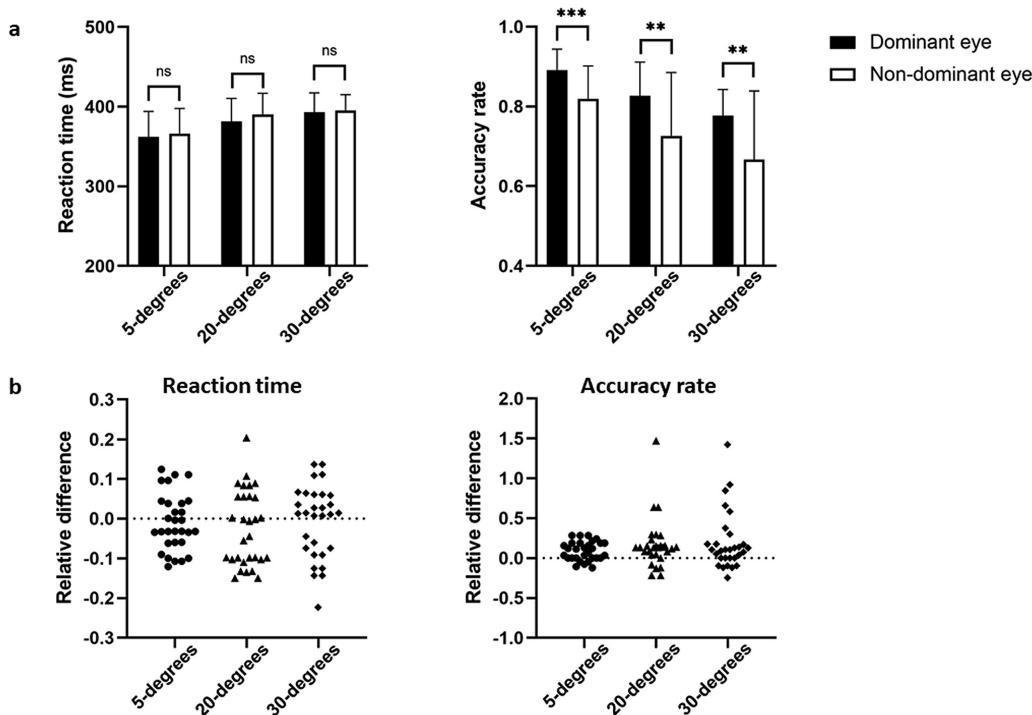 a
Reaction time (ms)
500
400
300
200
ns
ns
ns
5-degrees
20-degrees
30-degrees
Accuracy rate
1.0
0.8
0.6
0.4
***
**
**
5-degrees
20-degrees
30-degrees
Dominant eye
Non-dominant eye
b
Reaction time
Relative difference
0.3
0.2
0.1
0.0
-0.1
-0.2
-0.3
5-degrees
20-degrees
30-degrees
Accuracy rate
Relative difference
2.0
1.5
1.0
0.5
0.0
-0.5
-1.0
5-degrees
20-degrees
30-degrees